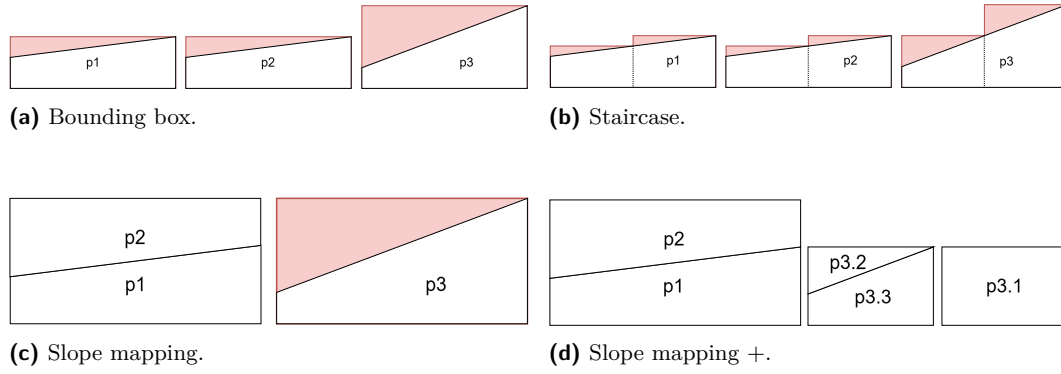 p1
p2
p3
p1
p2
p3
(a) Bounding box.
(b) Staircase.
p2
p1
p3
p2
p1
p3.2
p3.3
p3.1
(c) Slope mapping.
(d) Slope mapping +.